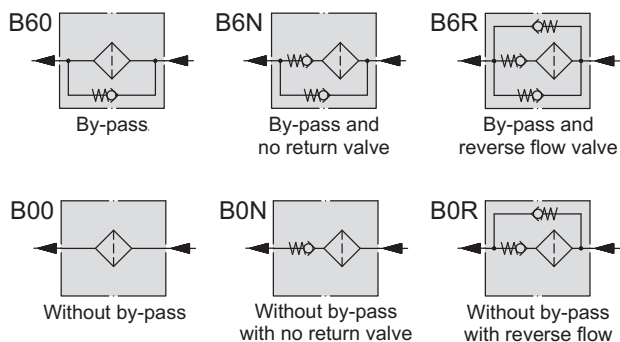 B60
By-pass
B6N
By-pass and
no return valve
B6R
By-pass and
reverse flow valve
B00
Without by-pass
B0N
Without by-pass
with no return valve
B0R
Without by-pass
with reverse flow